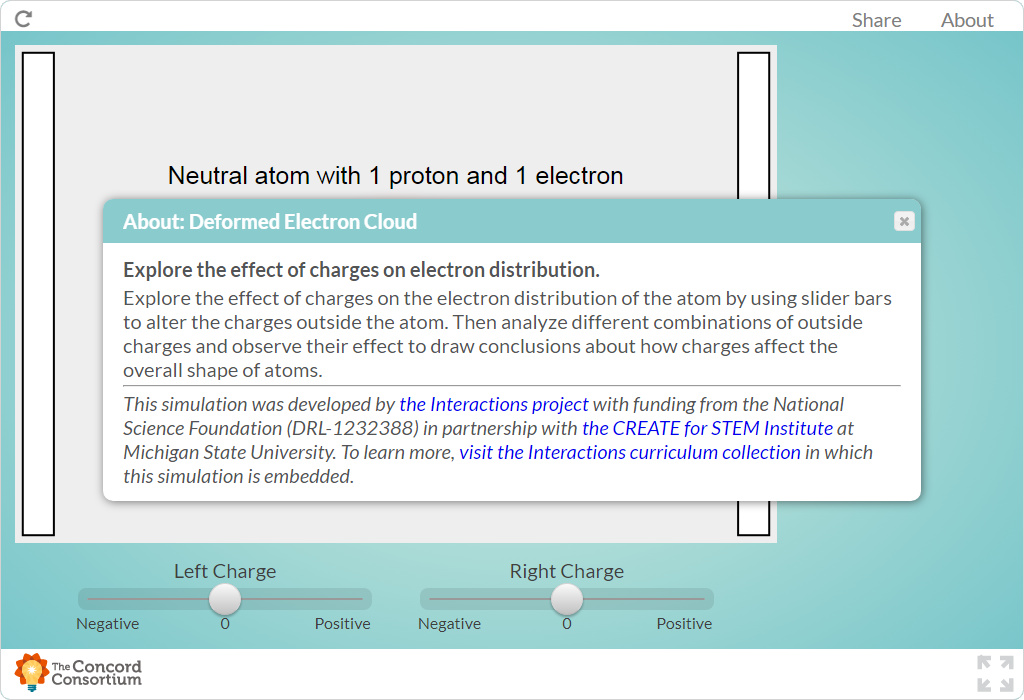 Share About
Neutral atom with 1 proton and 1 electron
About: Deformed Electron Cloud
Explore the effect of charges on electron distribution.
Explore the effect of charges on the electron distribution of the atom by using slider bars
to alter the charges outside the atom. Then analyze different combinations of outside
charges and observe their effect to draw conclusions about how charges affect the
overall shape of atoms.
This simulation was developed by the Interactions project with funding from the National
Science Foundation (DRL-1232388) in partnership with the CREATE for STEM Institute at
Michigan State University. To learn more, visit the Interactions curriculum collection in which
this simulation is embedded.
Left Charge Right Charge
Negative 0 Positive Negative 0 Positive
The Concord
Consortium